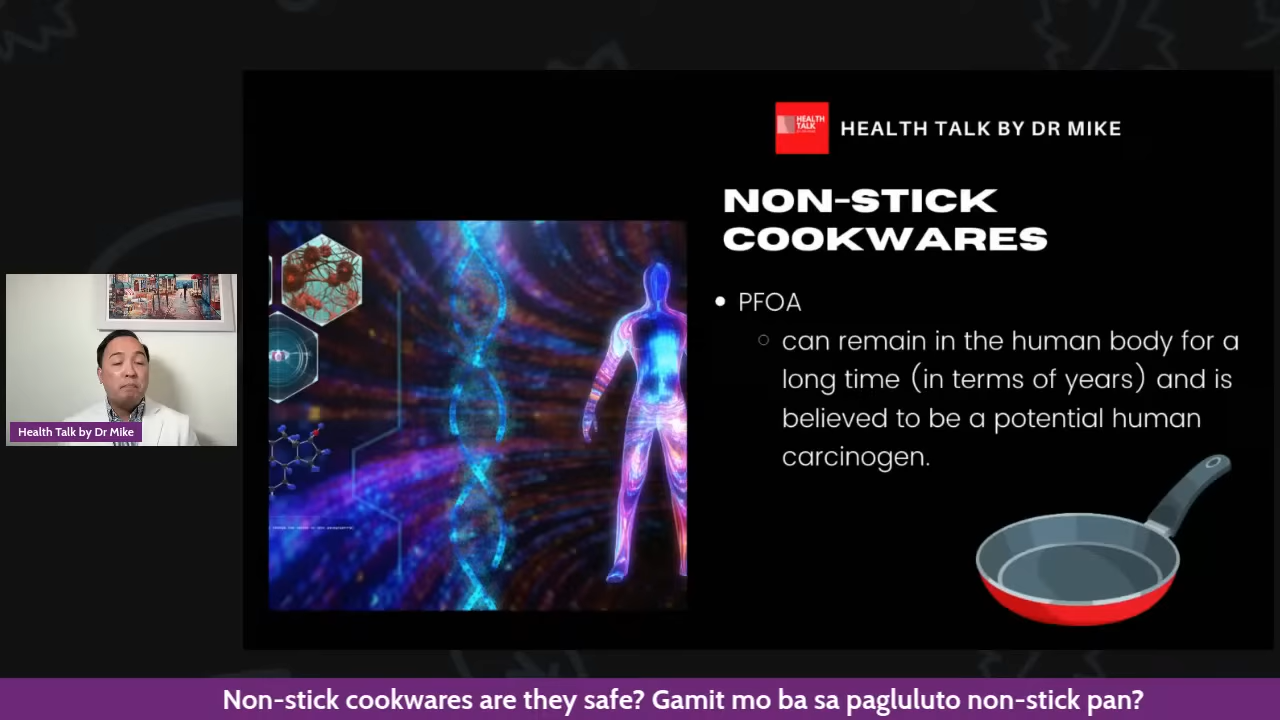 HEALTH
TALK
HEALTH TALK BY DR MIKE
NON-STICK
COOKWARES
PFOA
can remain in the human body for a
long time (in terms of years) and is
believed to be a potential human
carcinogen.
Health Talk by Dr Mike
Non-stick cookwares are they safe? Gamit mo ba sa pagluluto non-stick pan?